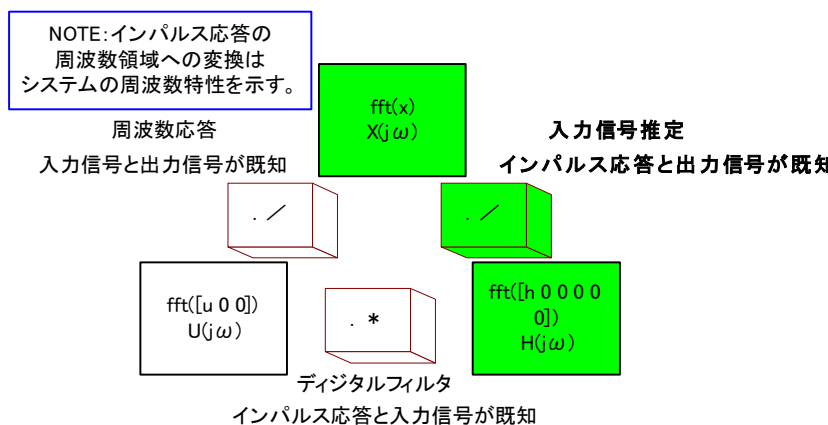 NOTE:インパルス応答の
周波数領域への変換は
システムの周波数特性を示す。
fft(x)
X(jω)
周波数応答
入力信号と出力信号が既知
入力信号推定
インパルス応答と出力信号が既知
. ／
. ／
fft([u 0 0])
U(jω)
. *
fft([h 0 0 0 0
0])
H(jω)
ディジタルフィルタ
インパルス応答と入力信号が既知